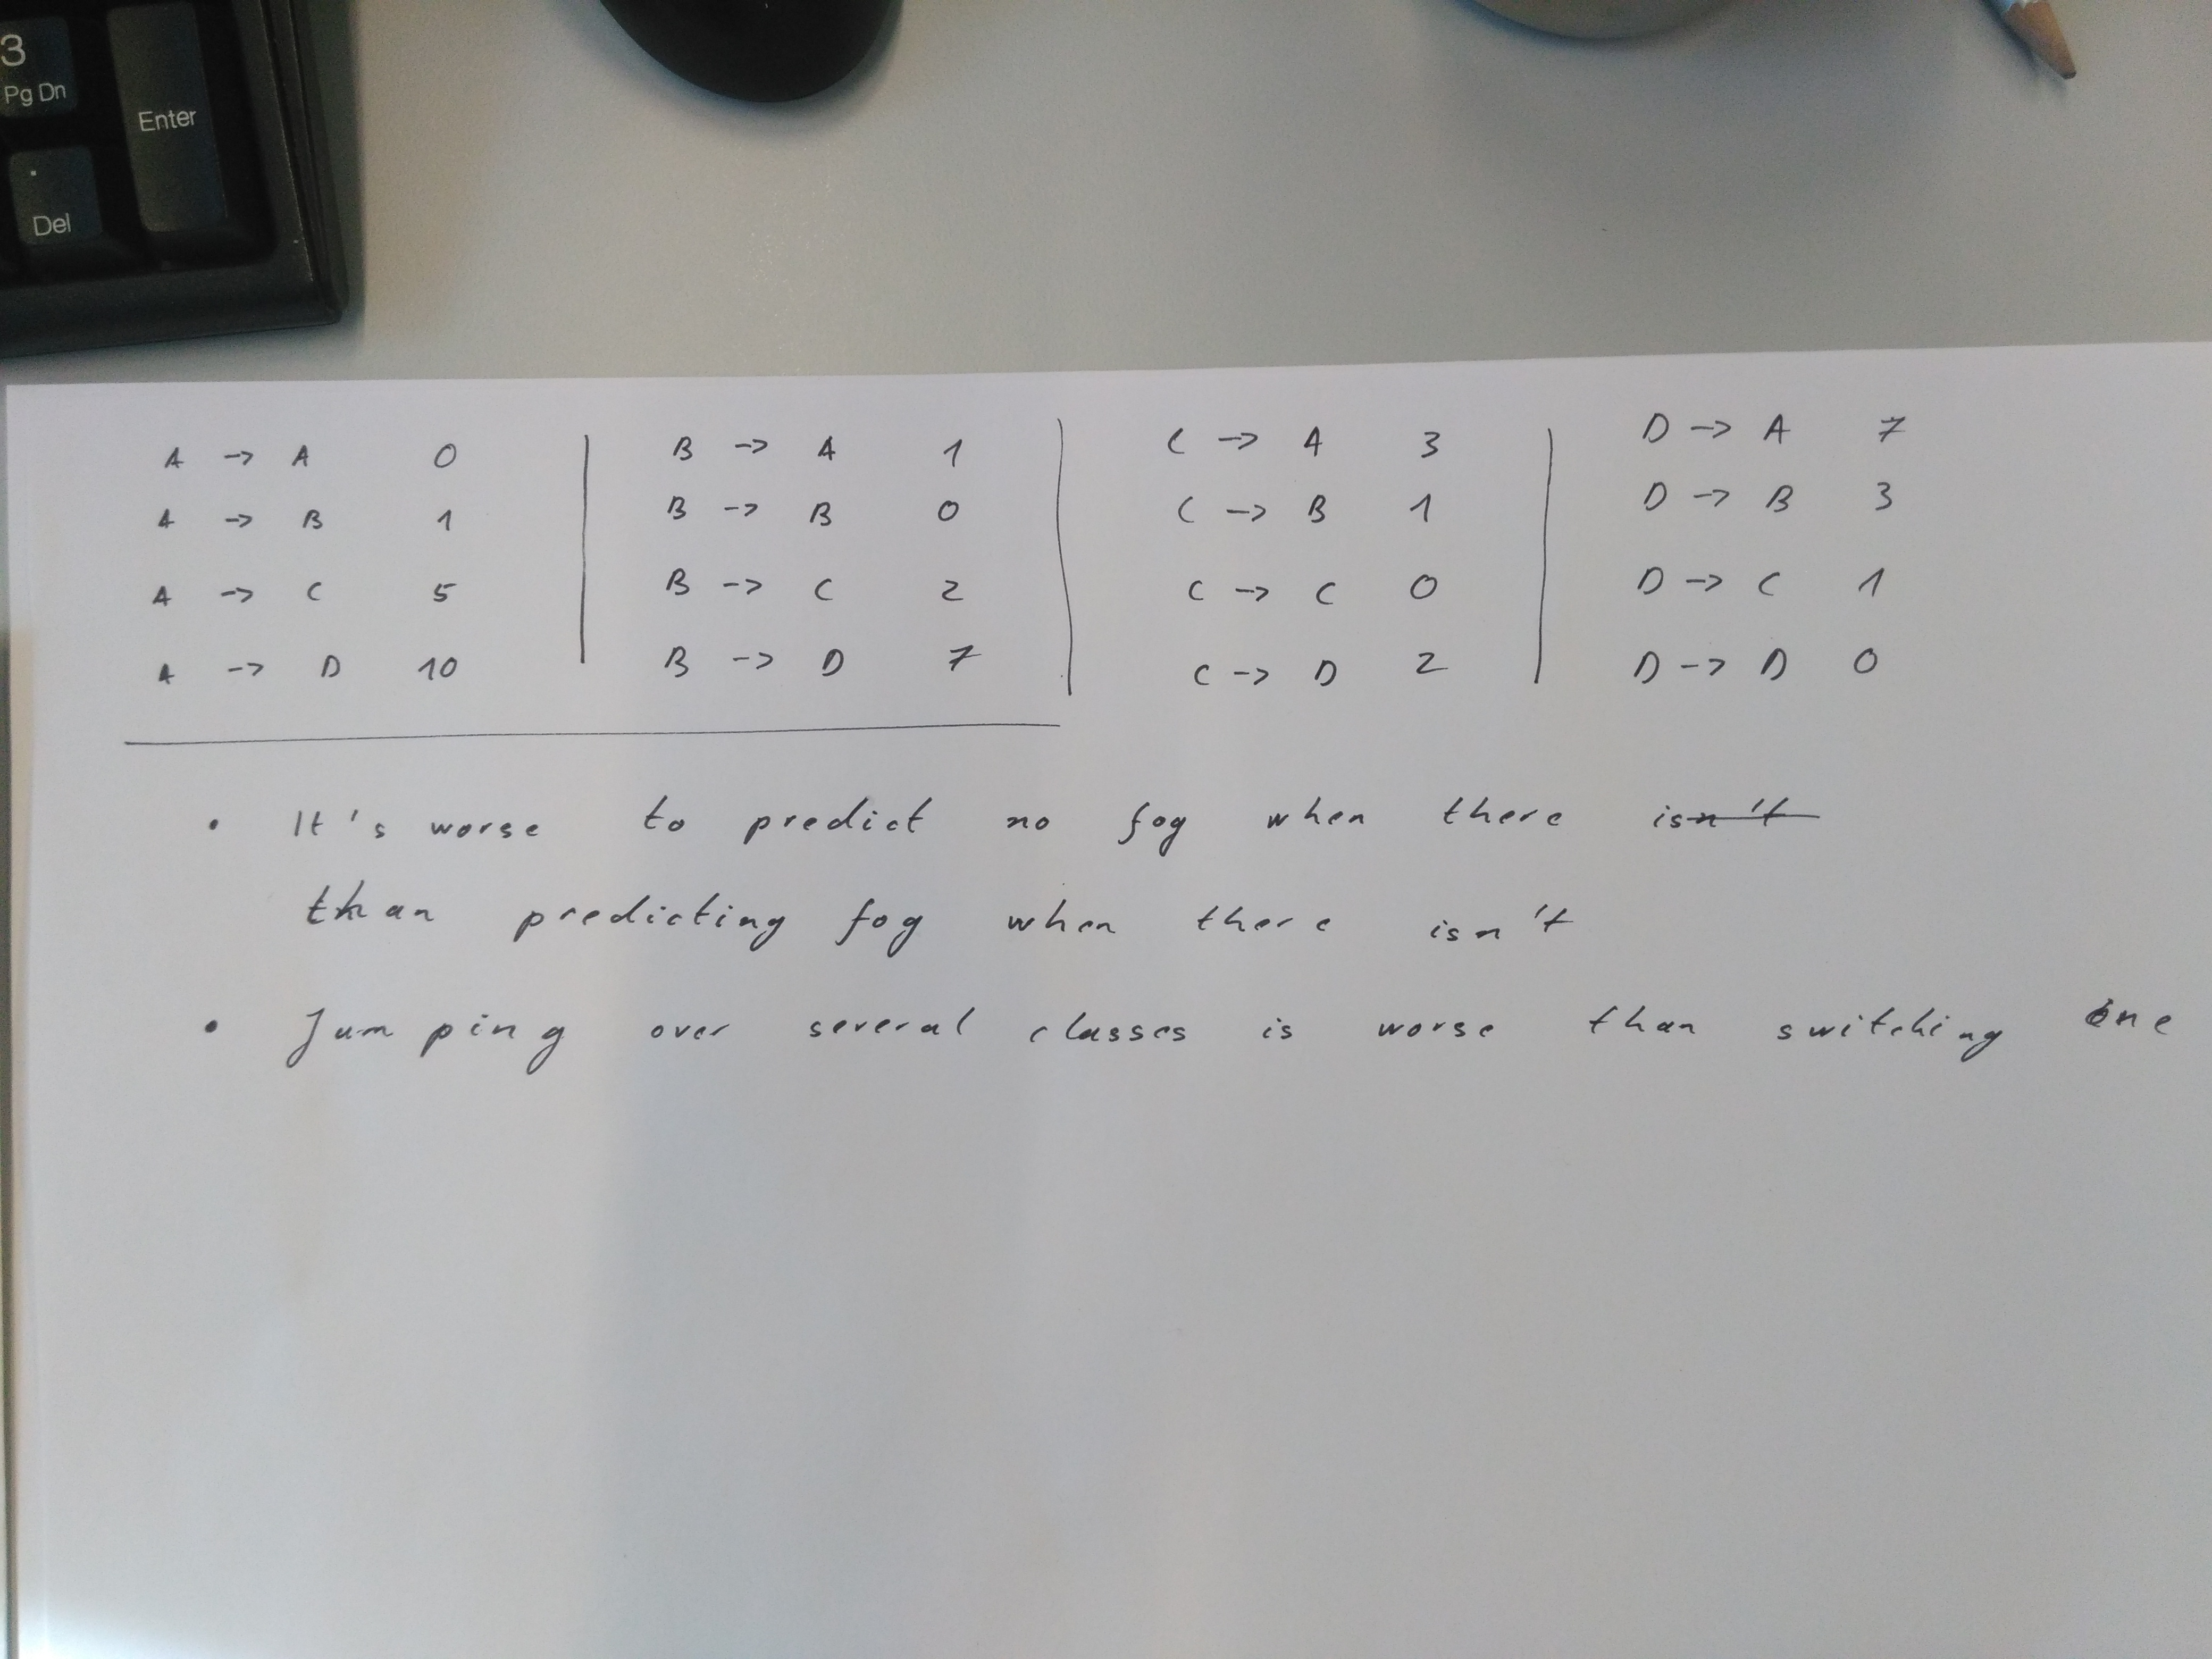 3
Pg Dn
Enter
.
Del
A -> A 0 | B -> A 1 | C -> A 3 | D -> A 7
A -> B 1 | B -> B 0 | C -> B 1 | D -> B 3
A -> C 5 | B -> C 2 | C -> C 0 | D -> C 1
A -> D 10 | B -> D 7 | C -> D 2 | D -> D 0
• It's worse to predict no fog when there isn't
than predicting fog when there isn't
• Jumping over several classes is worse than switching one